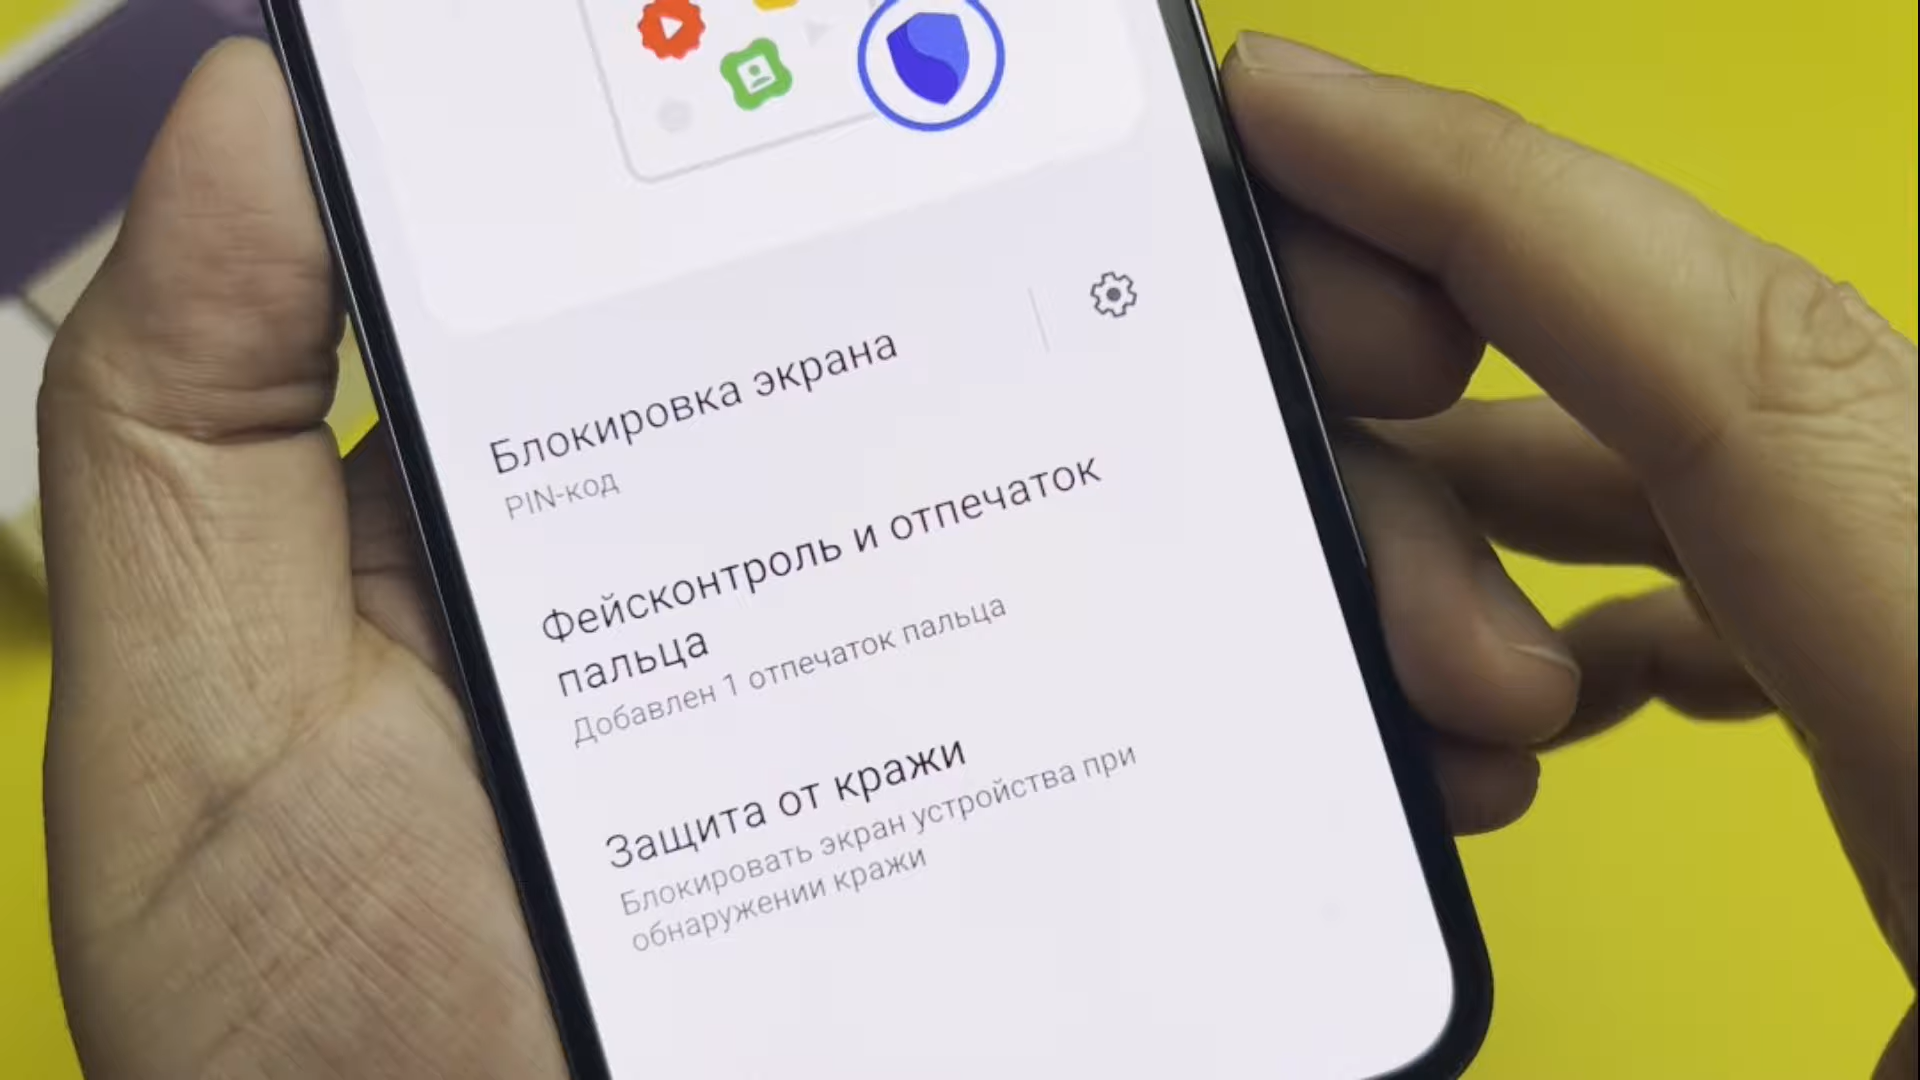 Блокировка экрана
PIN-код
Фейсконтроль и отпечаток
пальца
Добавлен 1 отпечаток пальца
Защита от кражи
Блокировать экран устройства при
обнаружении кражи